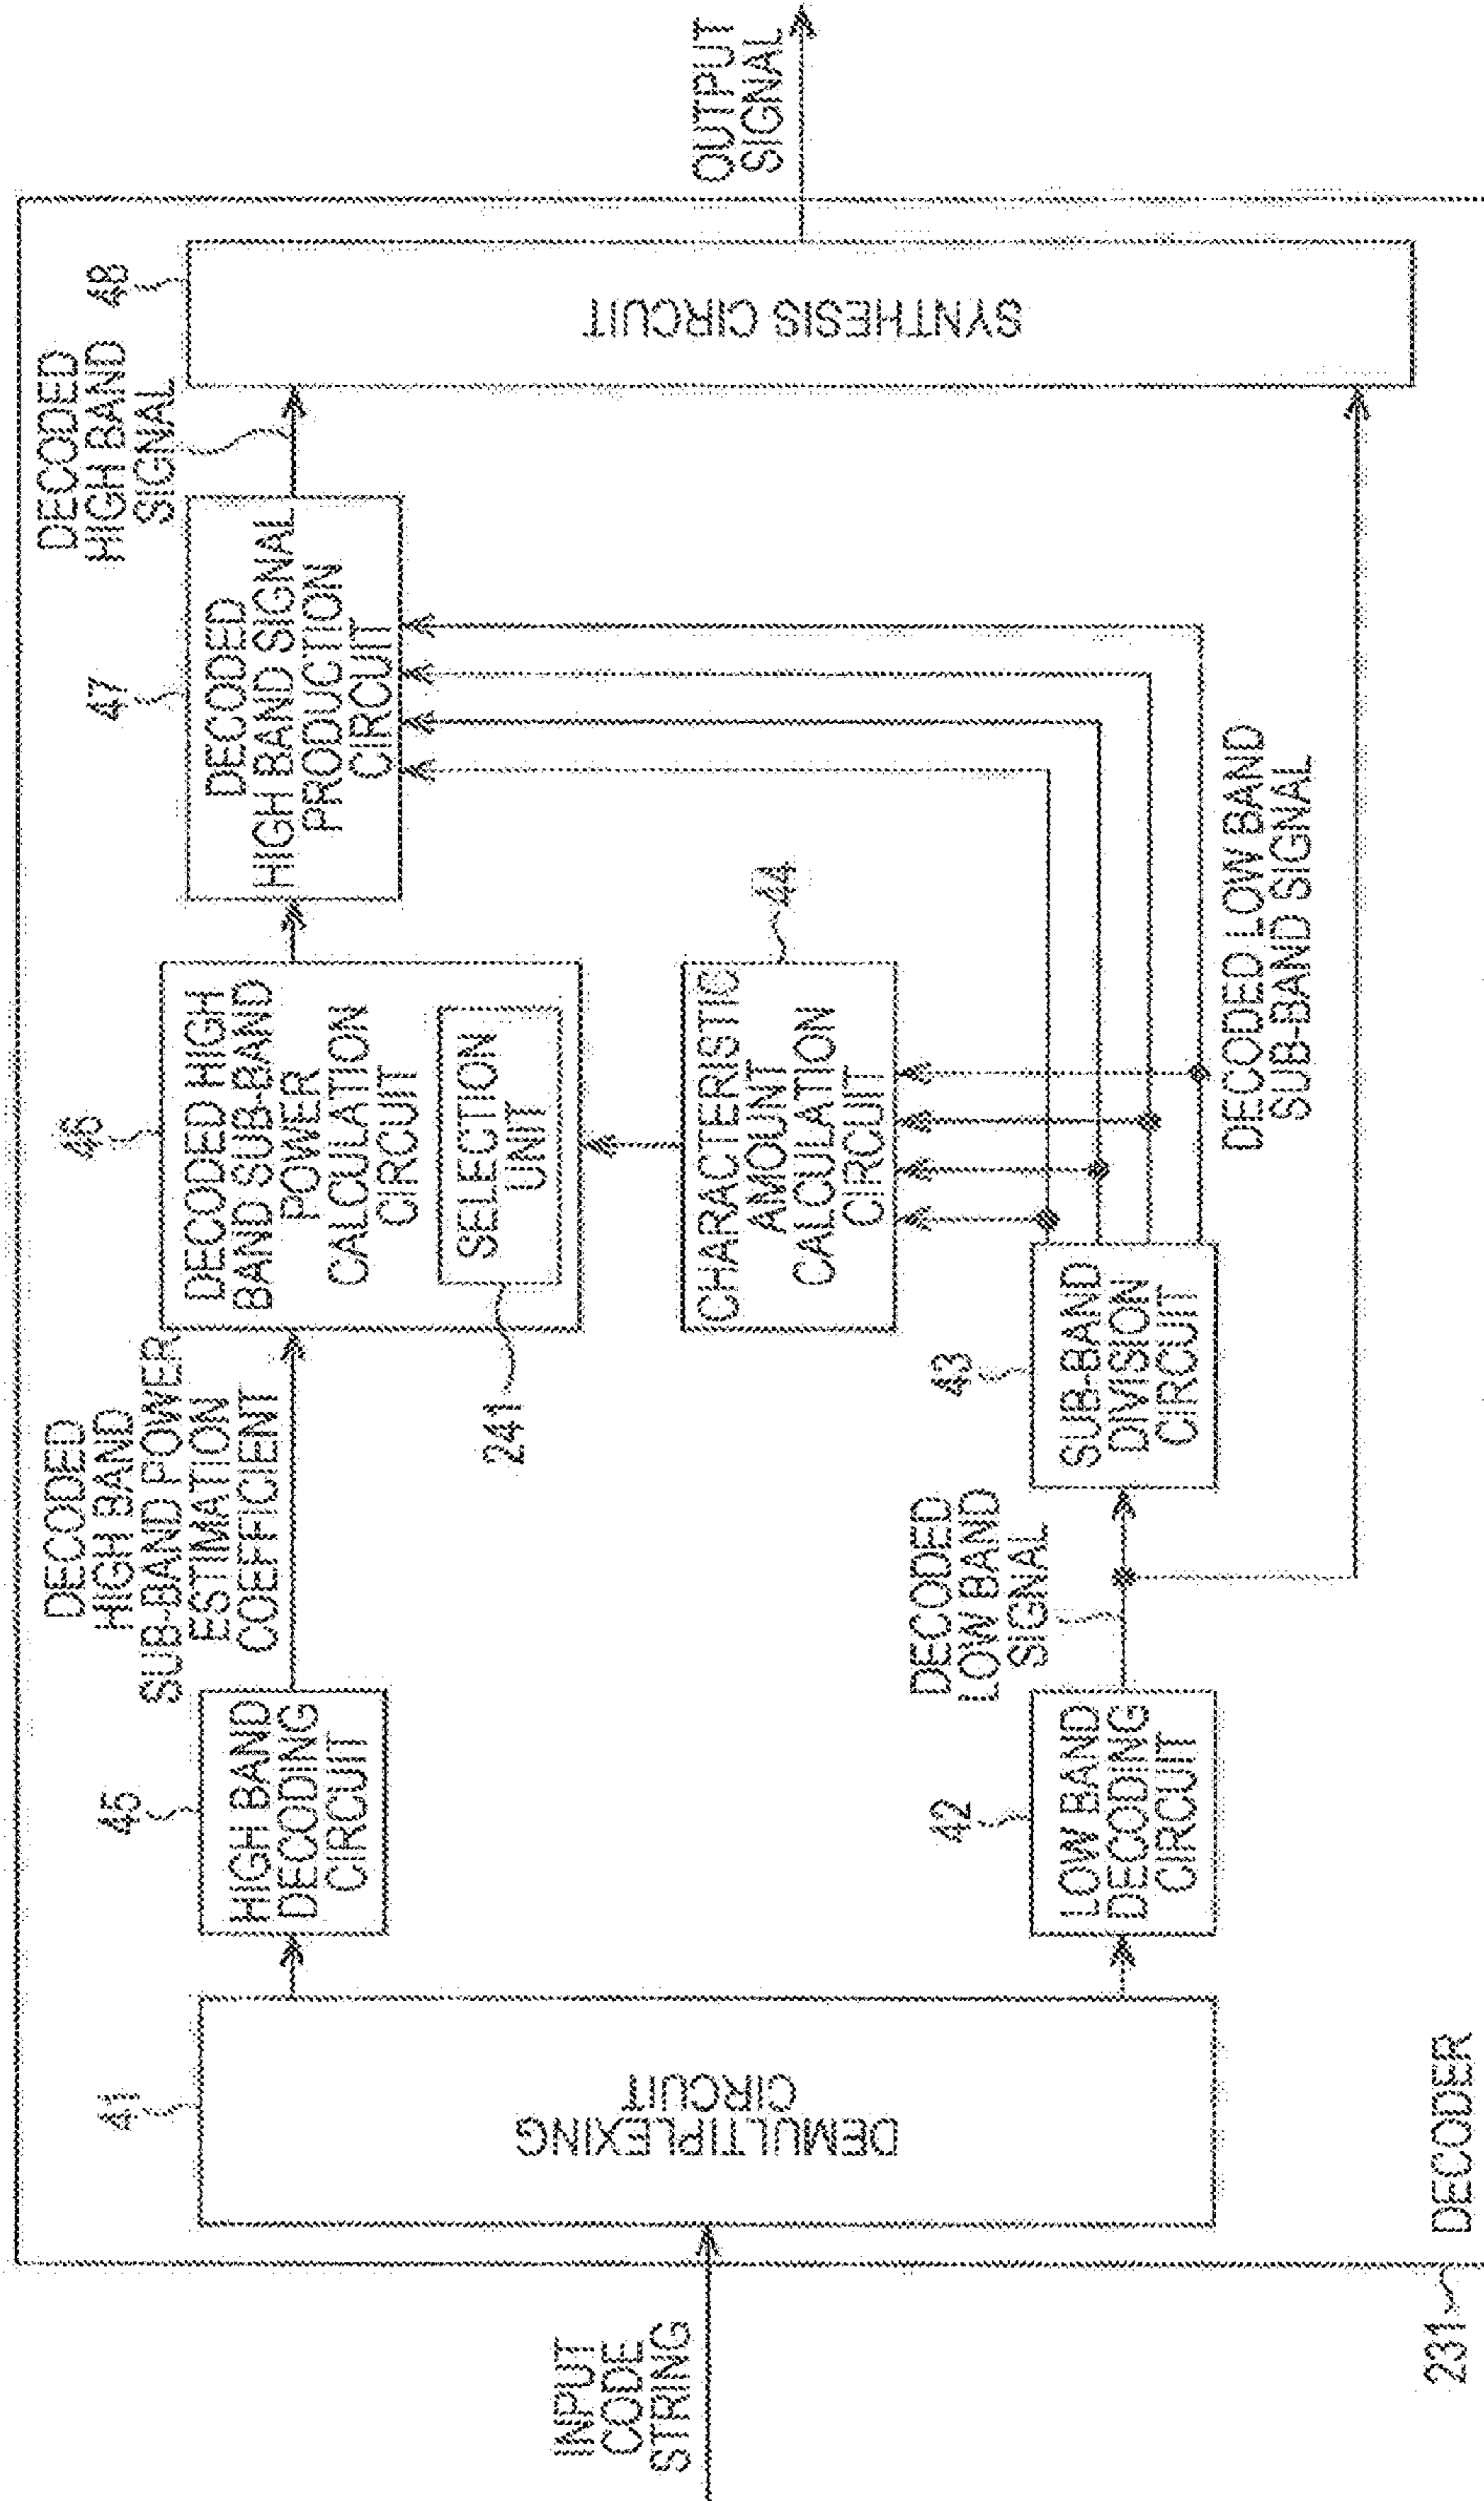 INPUT
CODE
STRING
231
DECODER
41
DEMULTIPLEXING
CIRCUIT
45
HIGH BAND
DECODING
CIRCUIT
42
LOW BAND
DECODING
CIRCUIT
DECODED
HIGH BAND
SUB-BAND POWER
ESTIMATION
COEFFICIENT
DECODED
LOW BAND
SIGNAL
43
SUB-BAND
DIVISION
CIRCUIT
46
DECODED HIGH
BAND SUB-BAND
POWER
CALCULATION
CIRCUIT
SELECTION
UNIT
241
44
CHARACTERISTIC
AMOUNT
CALCULATION
CIRCUIT
DECODED LOW BAND
SUB-BAND SIGNAL
47
DECODED
HIGH BAND SIGNAL
PRODUCTION
CIRCUIT
DECODED
HIGH BAND
SIGNAL
48
SYNTHESIS CIRCUIT
OUTPUT
SIGNAL